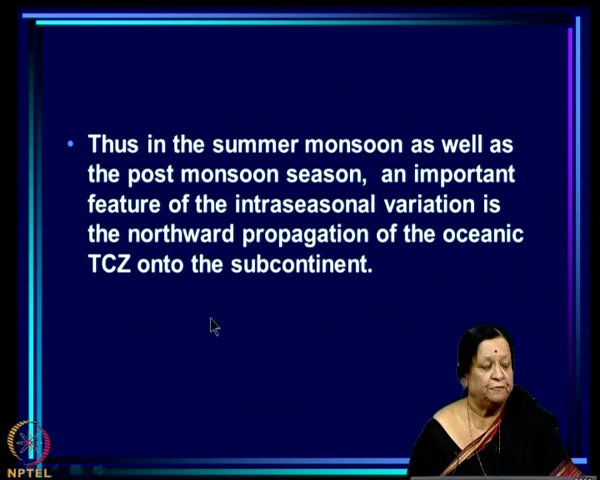 Thus in the summer monsoon as well as
the post monsoon season, an important
feature of the intraseasonal variation is
the northward propagation of the oceanic
TCZ onto the subcontinent.
NPTEL